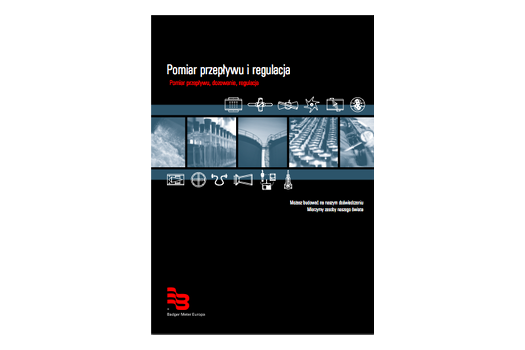 Pomiar przepływu i regulacja
Pomiar przepływu, dozowanie, regulacja
Możesz budować na naszym doświadczeniu
Mierzymy zasoby naszego świata
Badger Meter Europe